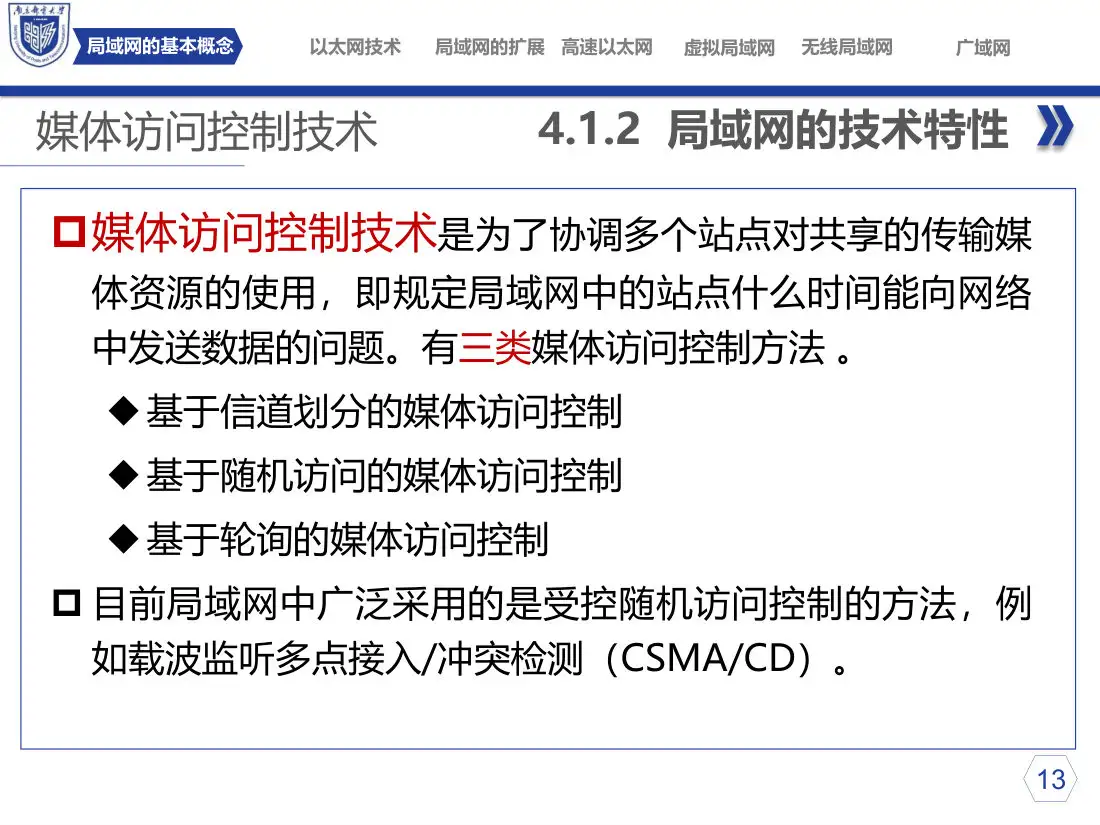 南京邮电大学
局域网的基本概念 以太网技术 局域网的扩展 高速以太网 虚拟局域网 无线局域网 广域网
媒体访问控制技术
4.1.2 局域网的技术特性
媒体访问控制技术是为了协调多个站点对共享的传输媒
体资源的使用，即规定局域网中的站点什么时间能向网络
中发送数据的问题。有三类媒体访问控制方法 。
◆ 基于信道划分的媒体访问控制
◆ 基于随机访问的媒体访问控制
◆ 基于轮询的媒体访问控制
目前局域网中广泛采用的是受控随机访问控制的方法，例
如载波监听多点接入/冲突检测（CSMA/CD）。
13